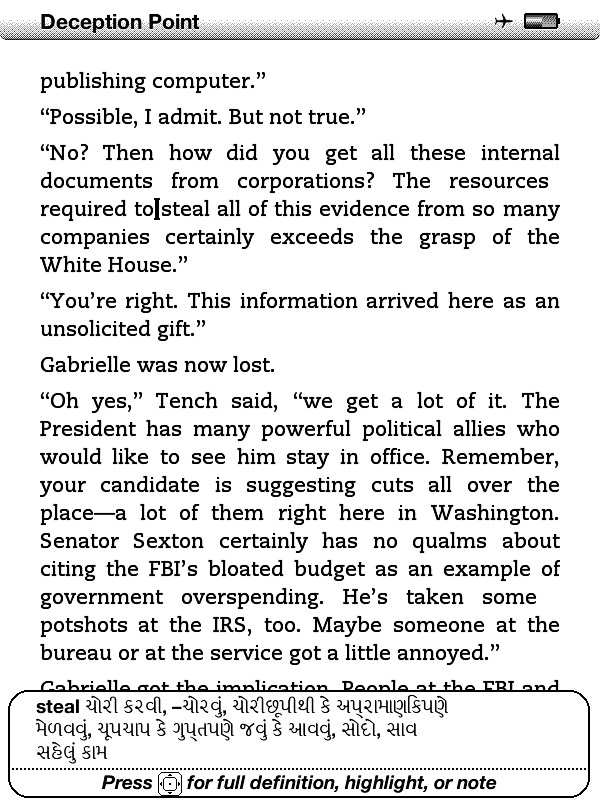 Deception Point
publishing computer.”
“Possible, I admit. But not true.”
“No? Then how did you get all these internal
documents from corporations? The resources
required to steal all of this evidence from so many
companies certainly exceeds the grasp of the
White House.”
“You’re right. This information arrived here as an
unsolicited gift.”
Gabrielle was now lost.
“Oh yes,” Tench said, “we get a lot of it. The
President has many powerful political allies who
would like to see him stay in office. Remember,
your candidate is suggesting cuts all over the
place—a lot of them right here in Washington.
Senator Sexton certainly has no qualms about
citing the FBI’s bloated budget as an example of
government overspending. He’s taken some
potshots at the IRS, too. Maybe someone at the
bureau or at the service got a little annoyed.”
Gabrielle got the implication. People at the FBI and
steal ચોરી કરવી, –ચોરવું, ચોરીછૂપીથી કે અપ્રામાણિકપણે
મેળવવું, ચૂપચાપ કે ગુપ્તપણે જવું કે આવવું, સોદો, સાવ
સહેલું કામ
Press for full definition, highlight, or note